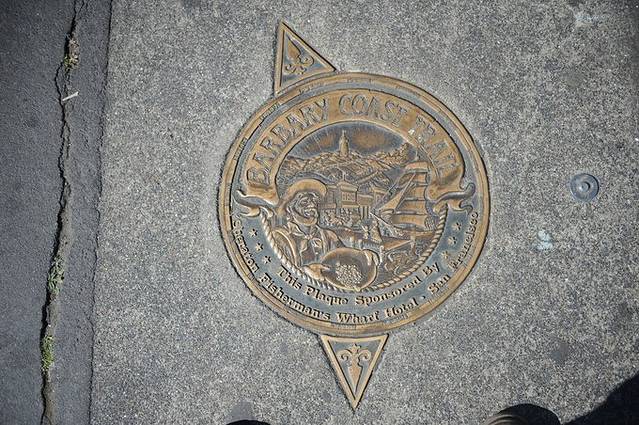 BARBARY COAST TRAIL
This Plaque Sponsored By
Sheraton Fisherman's Wharf Hotel · San Francisco